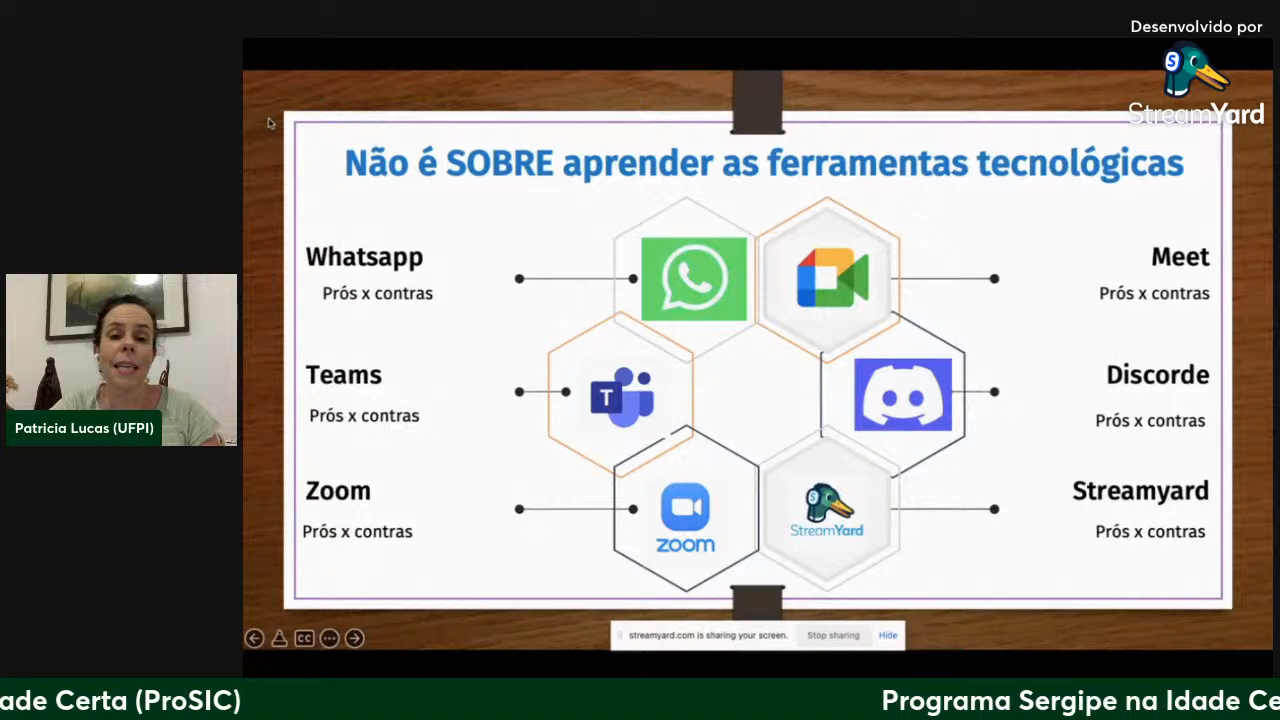 Desenvolvido por
StreamYard
Não é SOBRE aprender as ferramentas tecnológicas
Whatsapp
Prós x contras
Meet
Prós x contras
Teams
Prós x contras
T
Discorde
Prós x contras
Zoom
Prós x contras
zoom
StreamYard
Streamyard
Prós x contras
Patricia Lucas (UFPI)
CC
streamyard.com is sharing your screen.
Stop sharing
Hide
ade Certa (ProSIC)
Programa Sergipe na Idade Ce